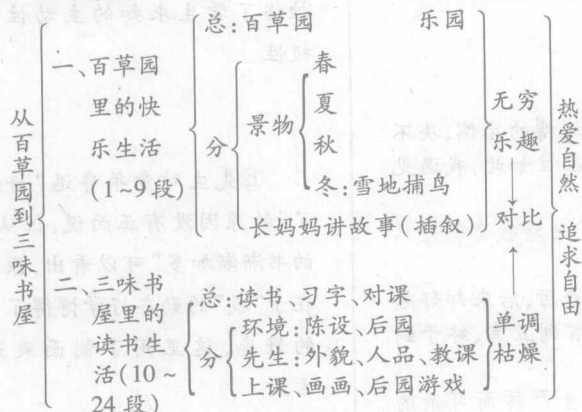 从百草园到三味书屋
一、百草园
里的快
乐生活
(1~9段)
总:百草园 乐园
分
景物
春
夏
秋
冬:雪地捕鸟
长妈妈讲故事(插叙)
无穷
乐趣
对比
单调
枯燥
二、三味书
屋里的
读书生
活(10~
24段)
总:读书、习字、对课
分
环境:陈设、后园
先生:外貌、人品、教课
上课、画画、后园游戏
热爱自然 追求自由